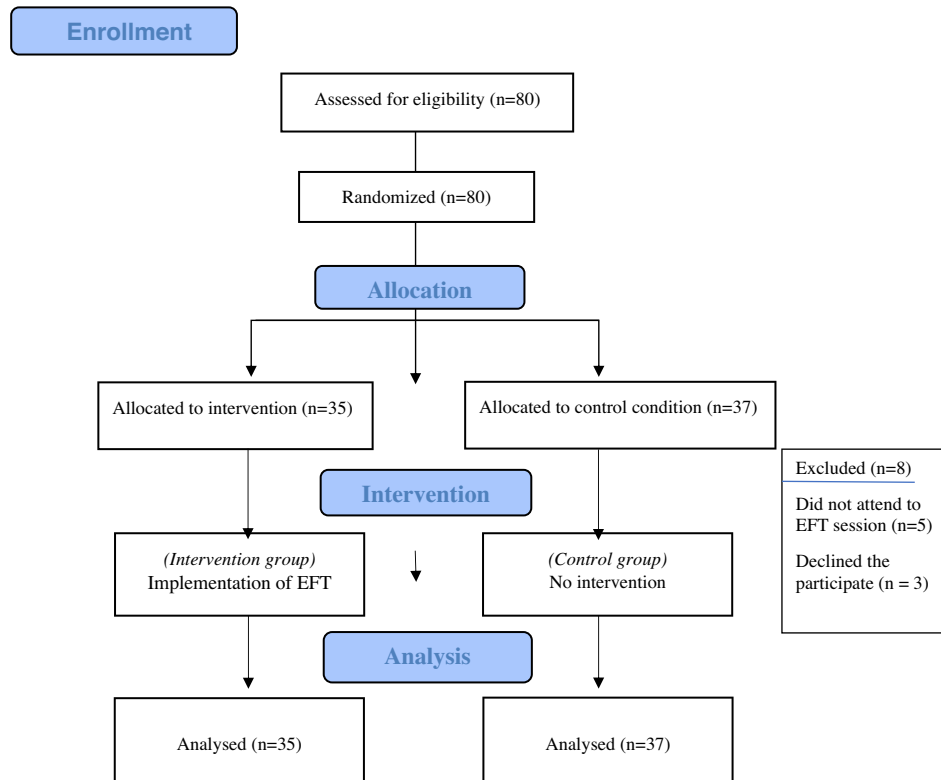 Enrollment
Assessed for eligibility (n=80)
Randomized (n=80)
Allocation
Allocated to intervention (n=35)
Allocated to control condition (n=37)
Excluded (n=8)
Did not attend to
EFT session (n=5)
Declined the
participate (n = 3)
Intervention
(Intervention group)
Implementation of EFT
(Control group)
No intervention
Analysis
Analysed (n=35)
Analysed (n=37)